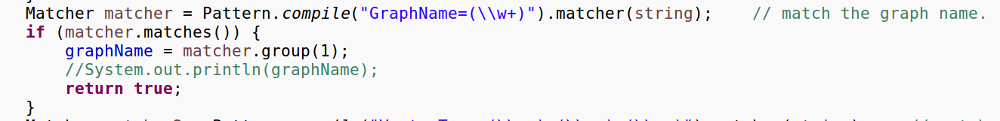 Matcher matcher = Pattern.compile("GraphName=(\\w+)").matcher(string);    // match the graph name.
if (matcher.matches()) {
    graphName = matcher.group(1);
    //System.out.println(graphName);
    return true;
}